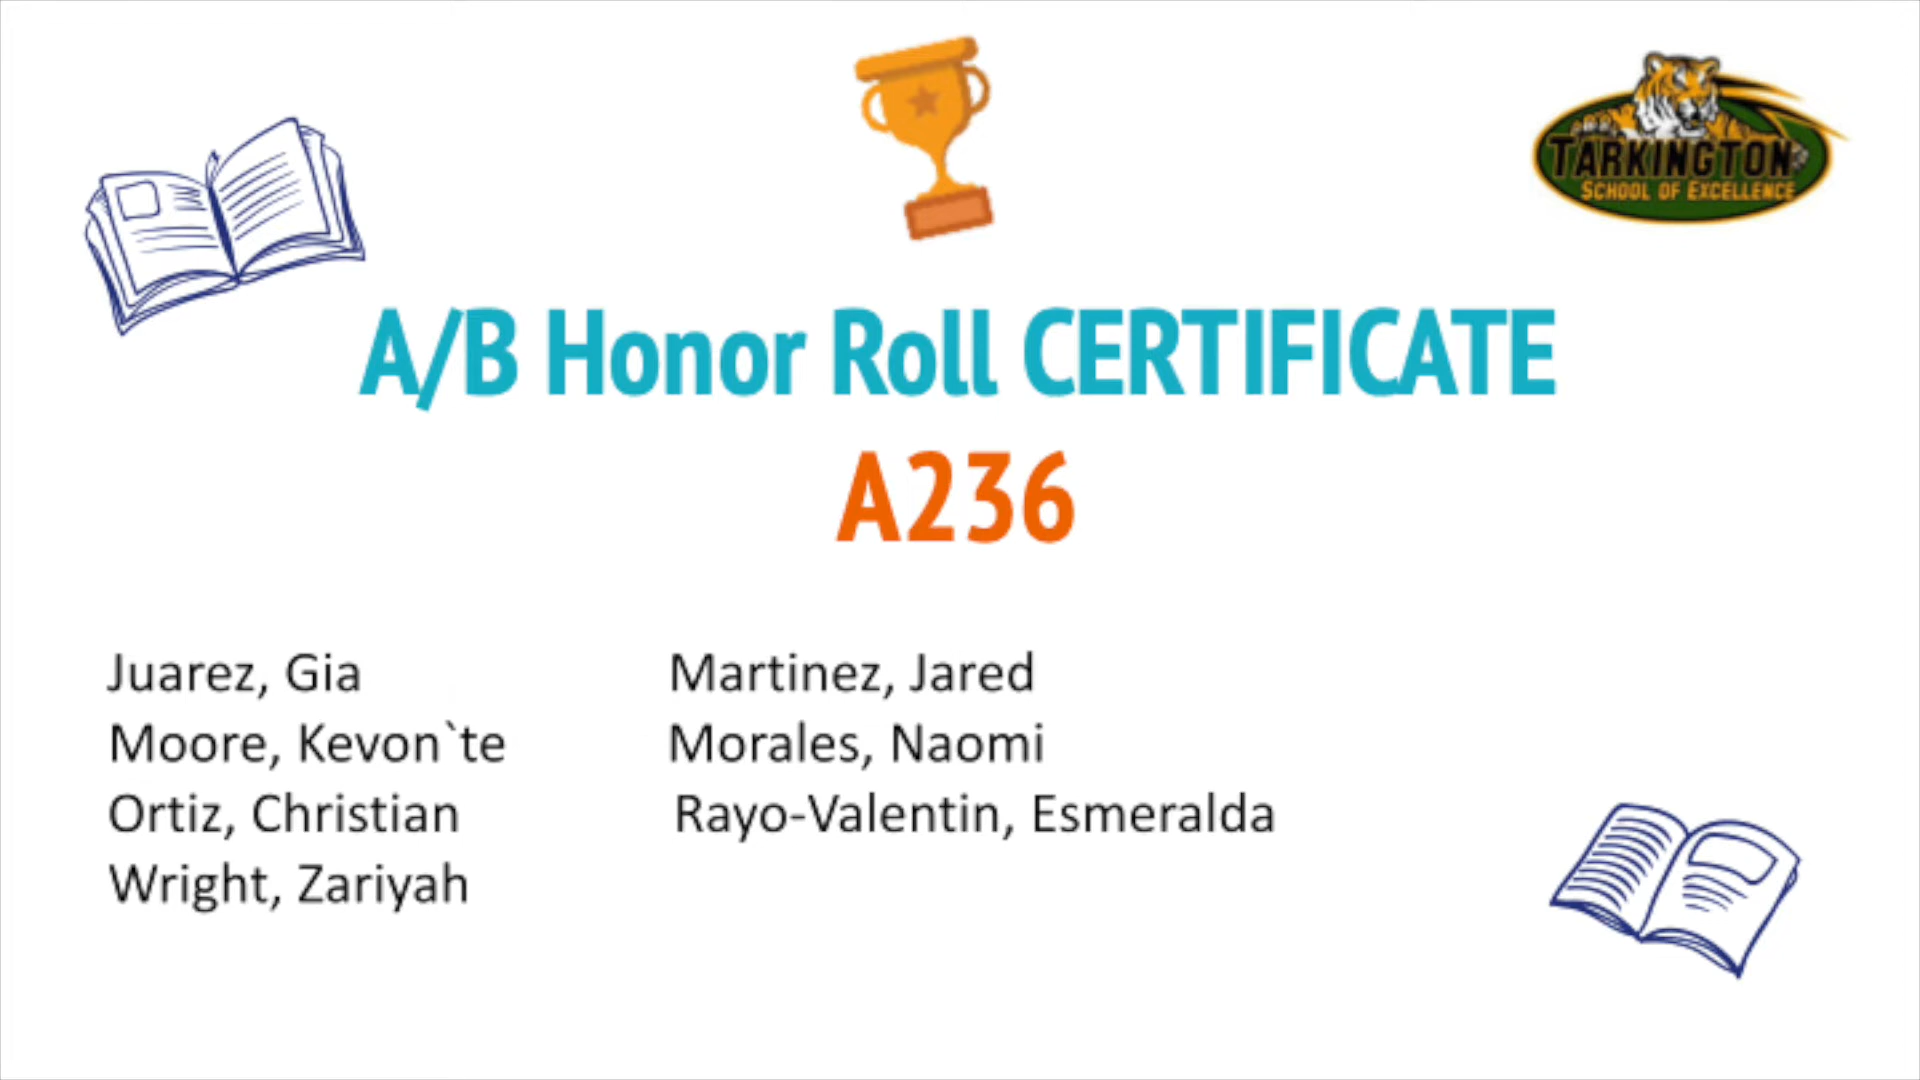 TARKINGTON
SCHOOL OF EXCELLENCE
A/B Honor Roll CERTIFICATE
A236
Juarez, Gia
Moore, Kevon`te
Ortiz, Christian
Wright, Zariyah
Martinez, Jared
Morales, Naomi
Rayo-Valentin, Esmeralda